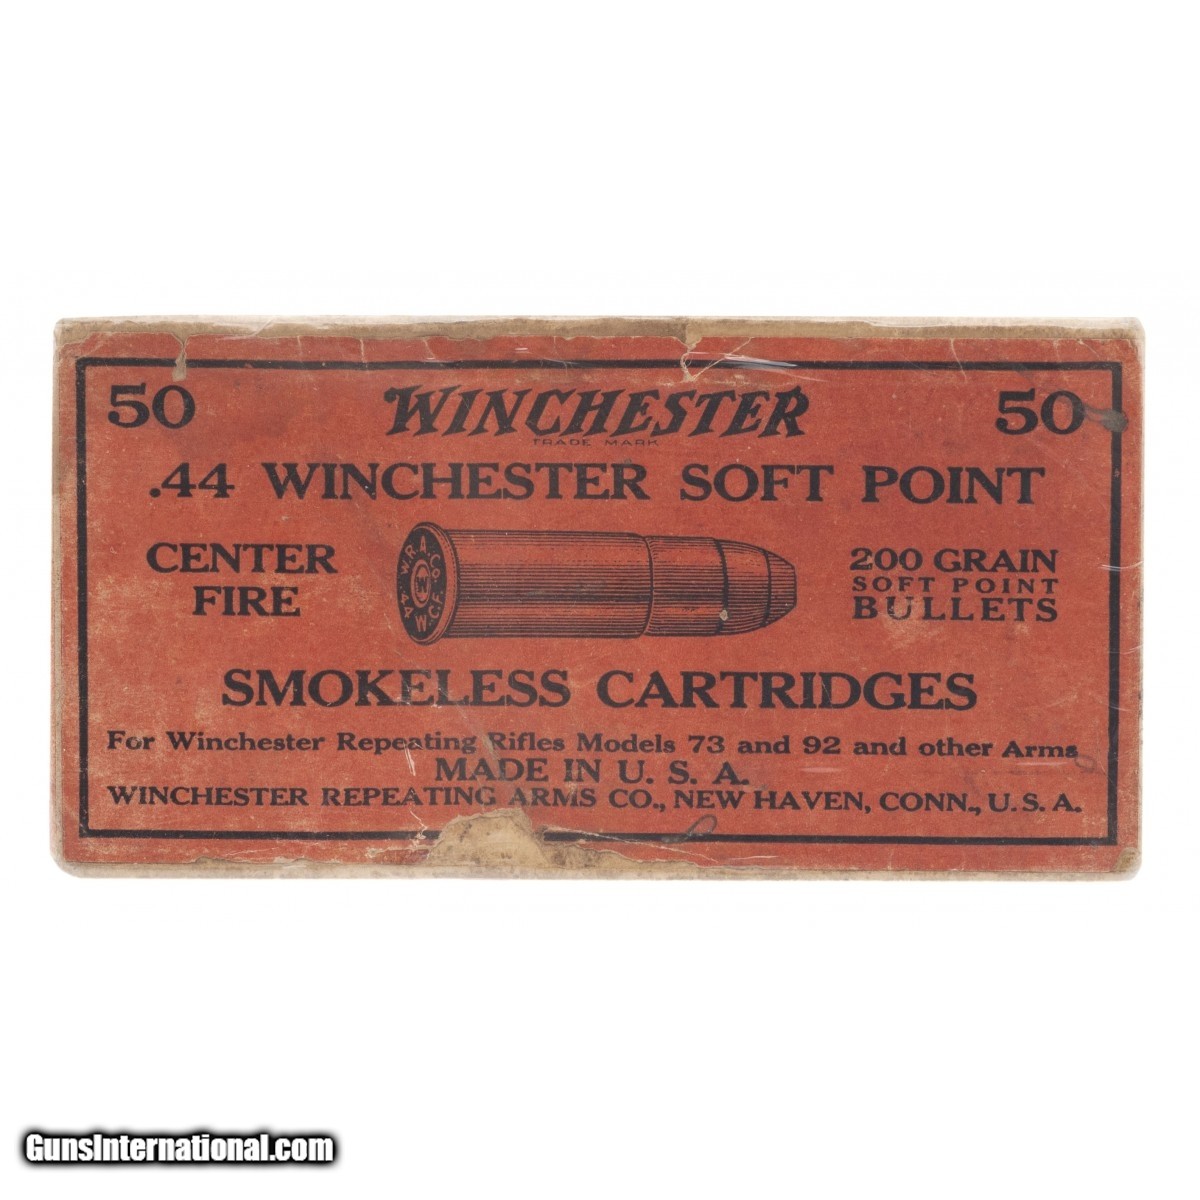 50 WINCHESTER 50
TRADE MARK
.44 WINCHESTER SOFT POINT
CENTER
FIRE
W.R.A.Co.
W
.44 W.C.F.
200 GRAIN
SOFT POINT
BULLETS
SMOKELESS CARTRIDGES
For Winchester Repeating Rifles Models 73 and 92 and other Arms
MADE IN U. S. A.
WINCHESTER REPEATING ARMS CO., NEW HAVEN, CONN., U. S. A.
GunsInternational.com